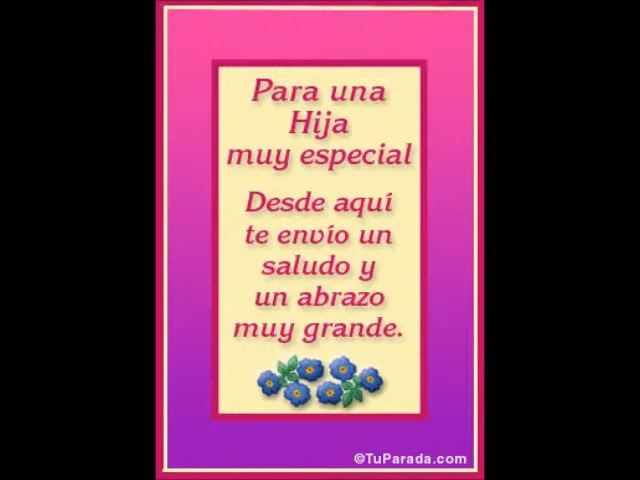 Para una
Hija
muy especial
Desde aquí
te envío un
saludo y
un abrazo
muy grande.
©TuParada.com